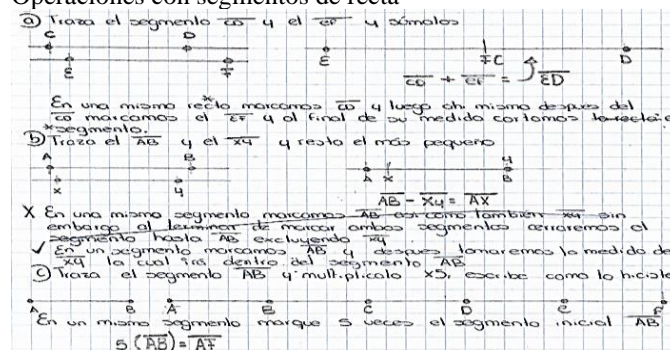 Operaciones con segmentos de recta
a) Traza el segmento CD y el EF y súmalos
C D
E F
E FC D
CD + EF = ED
En una misma recta marcamos CD y luego ahí mismo despues del
CD marcamos el EF y al final de su medida cortamos
*segmento.
b) Traza el AB y el XY y resta el más pequeño
A B
X Y
A X Y B
AB - XY = AX
X En una misma segmento marcamos AB así como también XY sin
embargo al terminar de marcar ambos segmentos cerraremos el
segmento hasta AB excluyendo XY
✓ En un segmento marcamos AB y despues tomaremos la medida de
XY la cual irá dentro del segmento AB
c) Traza el segmento AB y multiplícalo x5, escribe como lo hiciste
A B A B C D E F
En un mismo segmento marque 5 veces el segmento inicial AB
5(AB) = AF